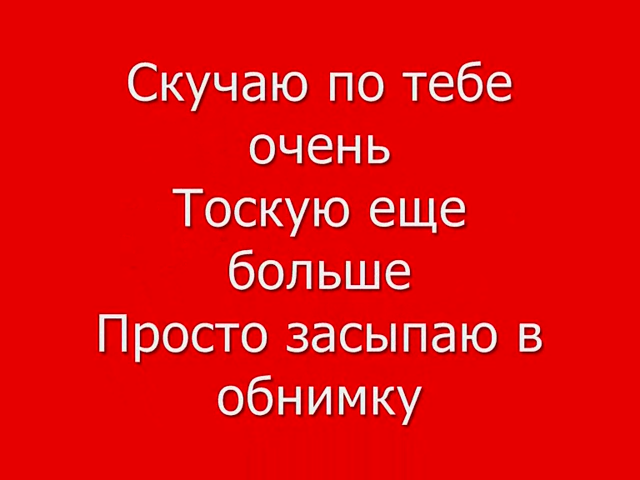 Скучаю по тебе
очень
Тоскую еще
больше
Просто засыпаю в
обнимку